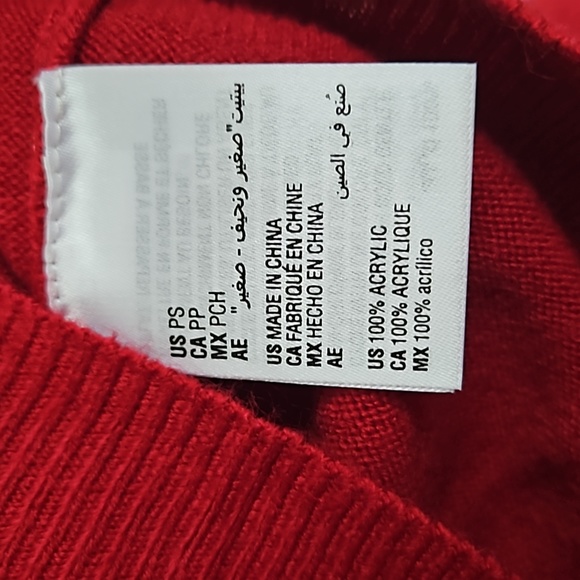 US PS
CA PP
MX PCH
AE بيتيت "صغير ونحيف - صغير"
US MADE IN CHINA
CA FABRIQUÉ EN CHINE
MX HECHO EN CHINA
AE صُنع في الصين
US 100% ACRYLIC
CA 100% ACRYLIQUE
MX 100% acrílico